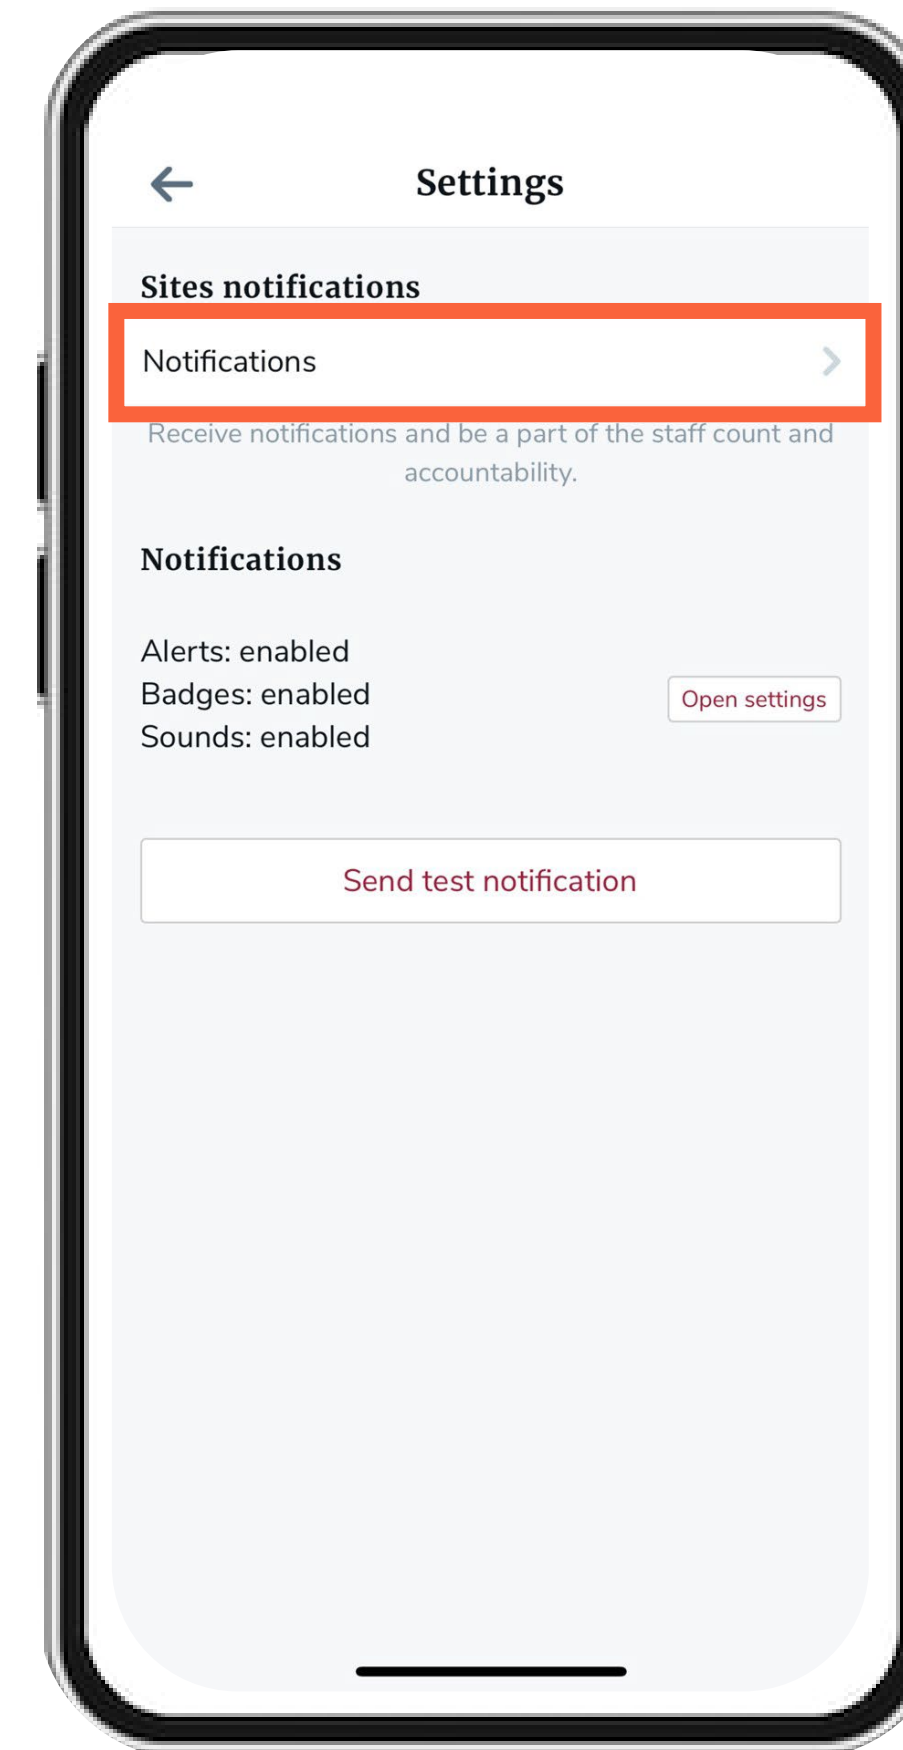 Settings
Sites notifications
Notifications
Receive notifications and be a part of the staff count and
accountability.
Notifications
Alerts: enabled
Badges: enabled
Open settings
Sounds: enabled
Send test notification